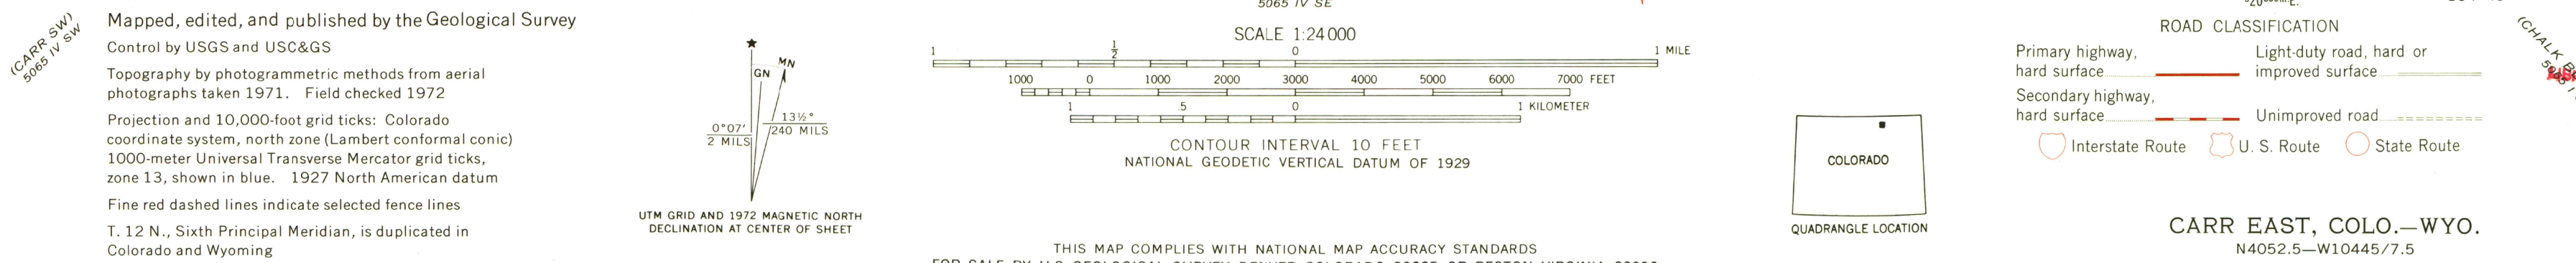 (CARR SW)
5065 IV SW
Mapped, edited, and published by the Geological Survey
Control by USGS and USC&GS
Topography by photogrammetric methods from aerial
photographs taken 1971. Field checked 1972
Projection and 10,000-foot grid ticks: Colorado
coordinate system, north zone (Lambert conformal conic)
1000-meter Universal Transverse Mercator grid ticks,
zone 13, shown in blue. 1927 North American datum
Fine red dashed lines indicate selected fence lines
T. 12 N., Sixth Principal Meridian, is duplicated in
Colorado and Wyoming
MN
GN
0°07′
2 MILS
13½°
240 MILS
UTM GRID AND 1972 MAGNETIC NORTH
DECLINATION AT CENTER OF SHEET
5065 IV SE
SCALE 1:24 000
1 ½ 0 1 MILE
1000 0 1000 2000 3000 4000 5000 6000 7000 FEET
1 .5 0 1 KILOMETER
CONTOUR INTERVAL 10 FEET
NATIONAL GEODETIC VERTICAL DATUM OF 1929
THIS MAP COMPLIES WITH NATIONAL MAP ACCURACY STANDARDS
COLORADO
QUADRANGLE LOCATION
ROAD CLASSIFICATION
Primary highway,
hard surface
Light-duty road, hard or
improved surface
Secondary highway,
hard surface
Unimproved road
Interstate Route U. S. Route State Route
(CHALK
CARR EAST, COLO.—WYO.
N4052.5—W10445/7.5